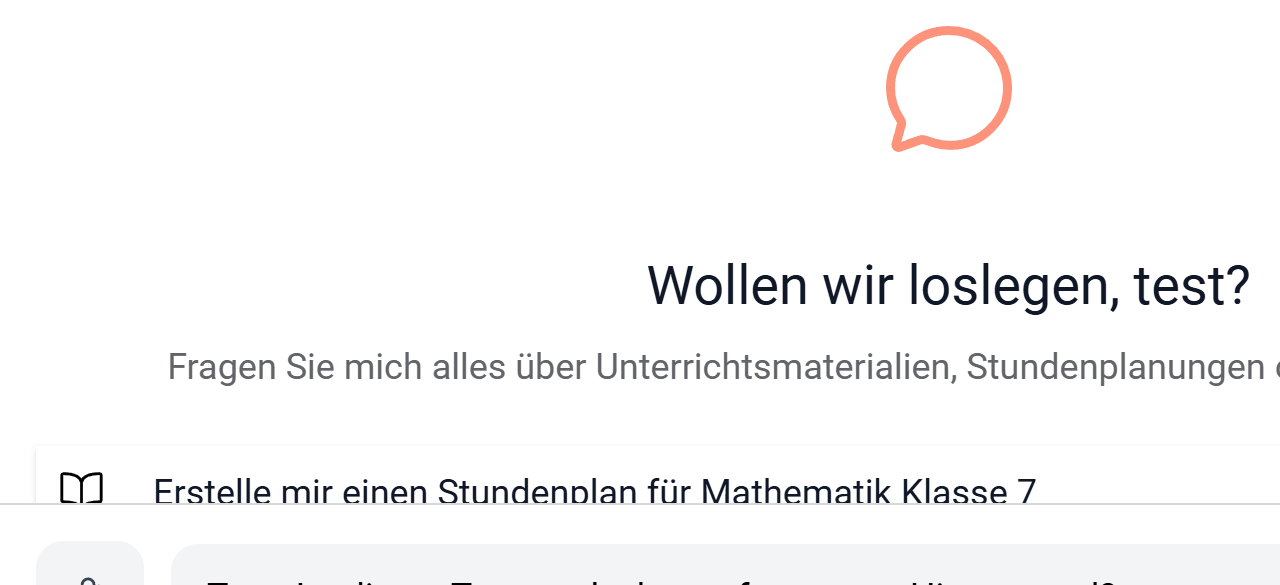 Wollen wir loslegen, test?
Fragen Sie mich alles über Unterrichtsmaterialien, Stundenplanungen
Erstelle mir einen Stundenplan für Mathematik Klasse 7